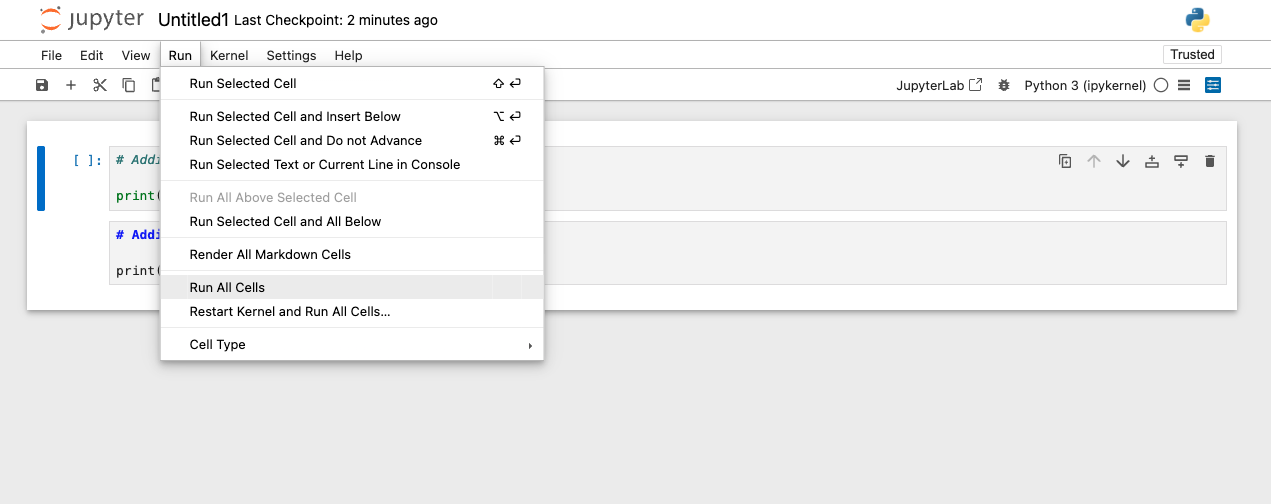 jupyter Untitled1 Last Checkpoint: 2 minutes ago
File Edit View Run Kernel Settings Help Trusted
JupyterLab Python 3 (ipykernel)
Run Selected Cell ⇧ ⏎
Run Selected Cell and Insert Below ⌥ ⏎
Run Selected Cell and Do not Advance ⌘ ⏎
Run Selected Text or Current Line in Console
Run All Above Selected Cell
Run Selected Cell and All Below
Render All Markdown Cells
Run All Cells
Restart Kernel and Run All Cells...
Cell Type
[ ]: # Addi
print(
# Addi
print(